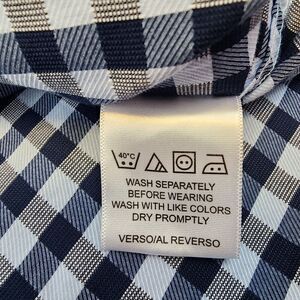 40°C
WASH SEPARATELY
BEFORE WEARING
WASH WITH LIKE COLORS
DRY PROMPTLY
VERSO/AL REVERSO